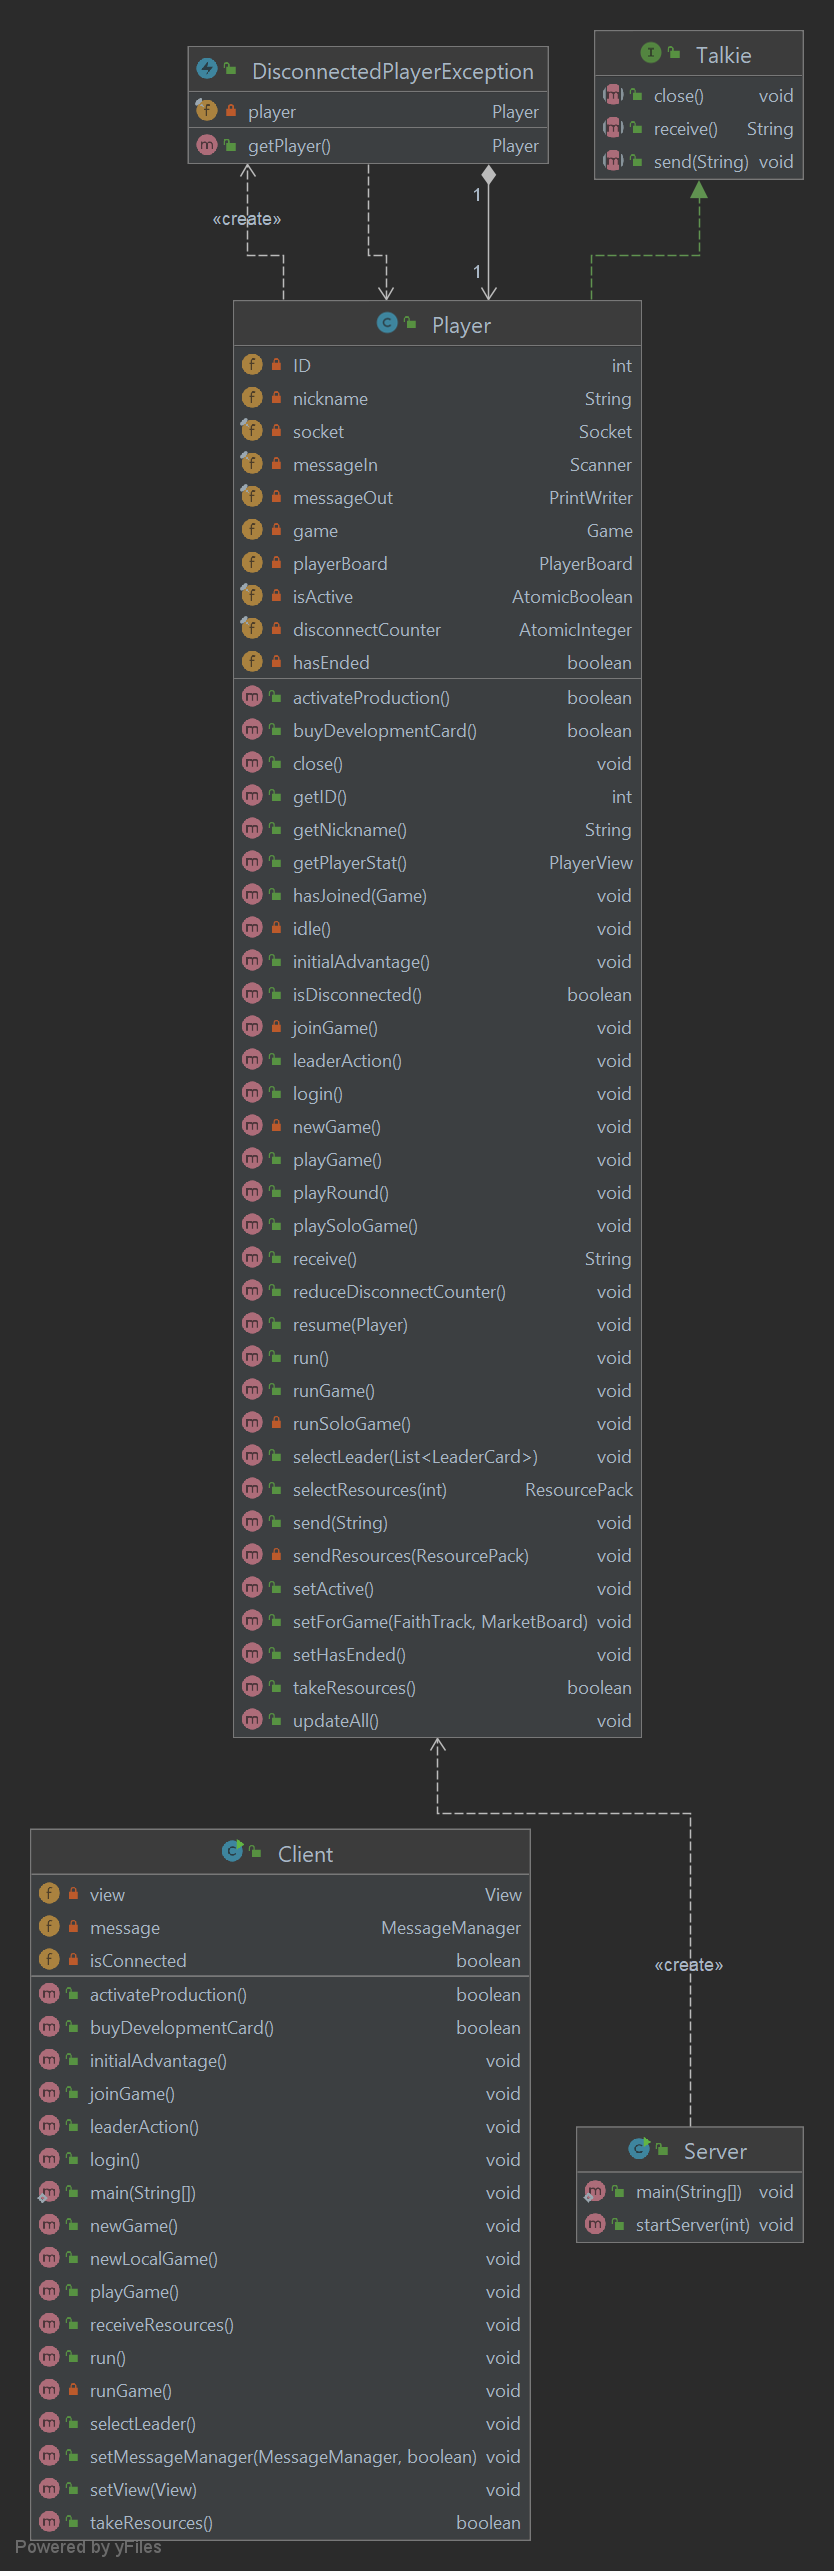 DisconnectedPlayerException
player Player
getPlayer() Player
Talkie
close() void
receive() String
send(String) void
«create»
1
1
Player
ID int
nickname String
socket Socket
messageIn Scanner
messageOut PrintWriter
game Game
playerBoard PlayerBoard
isActive AtomicBoolean
disconnectCounter AtomicInteger
hasEnded boolean
activateProduction() boolean
buyDevelopmentCard() boolean
close() void
getID() int
getNickname() String
getPlayerStat() PlayerView
hasJoined(Game) void
idle() void
initialAdvantage() void
isDisconnected() boolean
joinGame() void
leaderAction() void
login() void
newGame() void
playGame() void
playRound() void
playSoloGame() void
receive() String
reduceDisconnectCounter() void
resume(Player) void
run() void
runGame() void
runSoloGame() void
selectLeader(List<LeaderCard>) void
selectResources(int) ResourcePack
send(String) void
sendResources(ResourcePack) void
setActive() void
setForGame(FaithTrack, MarketBoard) void
setHasEnded() void
takeResources() boolean
updateAll() void
Client
view View
message MessageManager
isConnected boolean
activateProduction() boolean
buyDevelopmentCard() boolean
initialAdvantage() void
joinGame() void
leaderAction() void
login() void
main(String[]) void
newGame() void
newLocalGame() void
playGame() void
receiveResources() void
run() void
runGame() void
selectLeader() void
setMessageManager(MessageManager, boolean) void
setView(View) void
takeResources() boolean
«create»
Server
main(String[]) void
startServer(int) void
Powered by yFiles